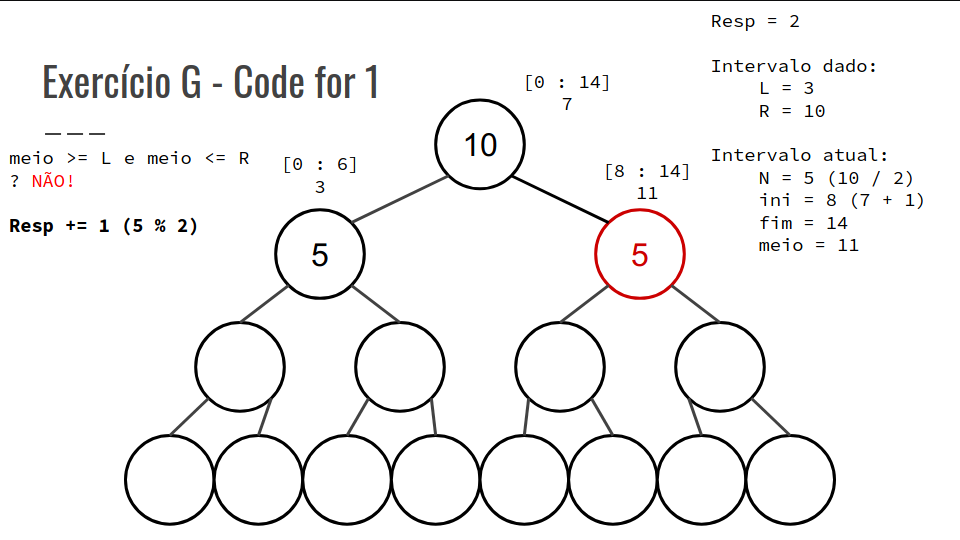 Exercício G - Code for 1
meio >= L e meio <= R
? NÃO!
Resp += 1 (5 % 2)
[0 : 14]
7
10
[0 : 6]
3
5
[8 : 14]
11
5
Resp = 2
Intervalo dado:
L = 3
R = 10
Intervalo atual:
N = 5 (10 / 2)
ini = 8 (7 + 1)
fim = 14
meio = 11